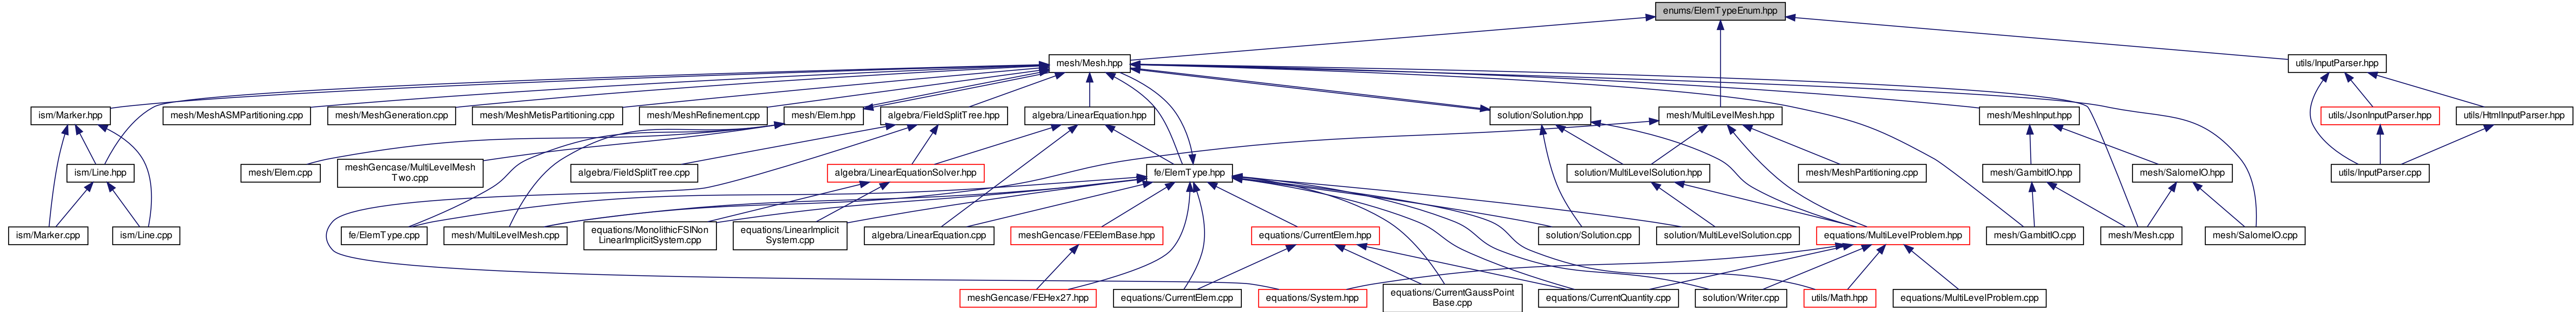 enums/ElemTypeEnum.hpp
mesh/Mesh.hpp
utils/InputParser.hpp
ism/Marker.hpp
mesh/MeshASMPartitioning.cpp
mesh/MeshGeneration.cpp
mesh/MeshMetisPartitioning.cpp
mesh/MeshRefinement.cpp
mesh/Elem.hpp
algebra/FieldSplitTree.hpp
algebra/LinearEquation.hpp
solution/Solution.hpp
mesh/MultiLevelMesh.hpp
mesh/MeshInput.hpp
utils/JsonInputParser.hpp
utils/HtmlInputParser.hpp
ism/Line.hpp
mesh/Elem.cpp
meshGencase/MultiLevelMesh
Two.cpp
algebra/FieldSplitTree.cpp
algebra/LinearEquationSolver.hpp
fe/ElemType.hpp
solution/MultiLevelSolution.hpp
mesh/MeshPartitioning.cpp
mesh/GambitIO.hpp
mesh/SalomeIO.hpp
utils/InputParser.cpp
ism/Marker.cpp
ism/Line.cpp
fe/ElemType.cpp
mesh/MultiLevelMesh.cpp
equations/MonolithicFSINon
LinearImplicitSystem.cpp
equations/LinearImplicit
System.cpp
algebra/LinearEquation.cpp
meshGencase/FEElemBase.hpp
equations/CurrentElem.hpp
solution/Solution.cpp
solution/MultiLevelSolution.cpp
equations/MultiLevelProblem.hpp
mesh/GambitIO.cpp
mesh/Mesh.cpp
mesh/SalomeIO.cpp
meshGencase/FEHex27.hpp
equations/CurrentElem.cpp
equations/System.hpp
equations/CurrentGaussPoint
Base.cpp
equations/CurrentQuantity.cpp
solution/Writer.cpp
utils/Math.hpp
equations/MultiLevelProblem.cpp